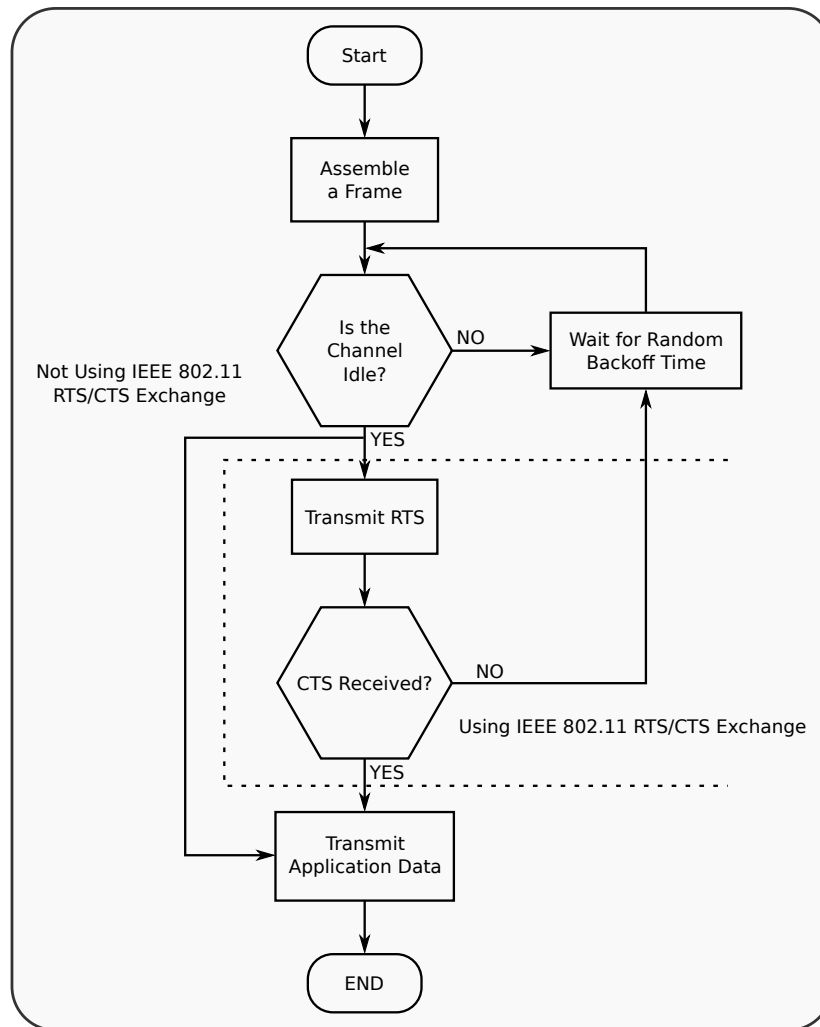 Start
Assemble
a Frame
Is the
Channel
Idle?
NO
Wait for Random
Backoff Time
Not Using IEEE 802.11
RTS/CTS Exchange
YES
Transmit RTS
CTS Received?
NO
Using IEEE 802.11 RTS/CTS Exchange
YES
Transmit
Application Data
END